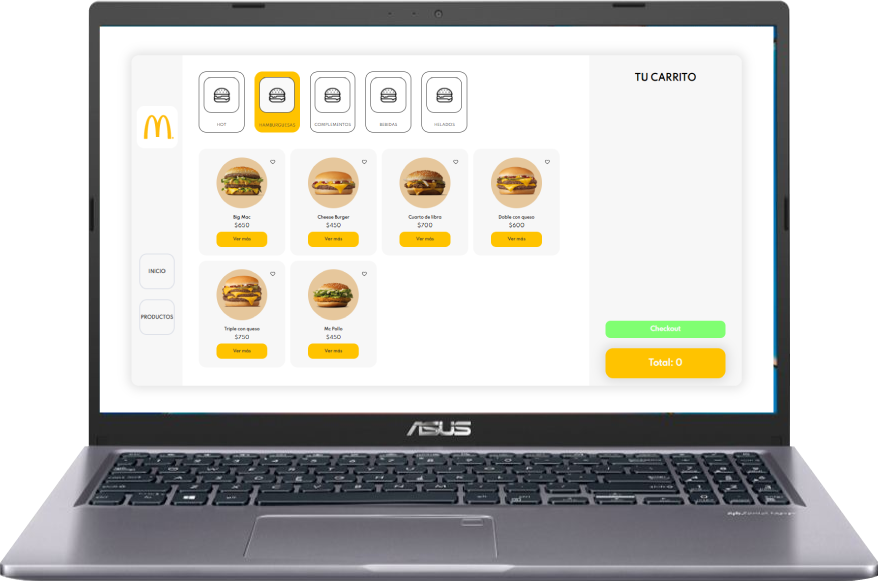 TU CARRITO
HOT
HAMBURGUESAS
COMPLEMENTOS
BEBIDAS
HELADOS
Big Mac
$650
Ver más
Cheese Burger
$450
Ver más
Cuarto de libra
$700
Ver más
Doble con queso
$600
Ver más
INICIO
PRODUCTOS
Triple con queso
$750
Ver más
Mc Pollo
$450
Ver más
Checkout
Total: 0
ASUS